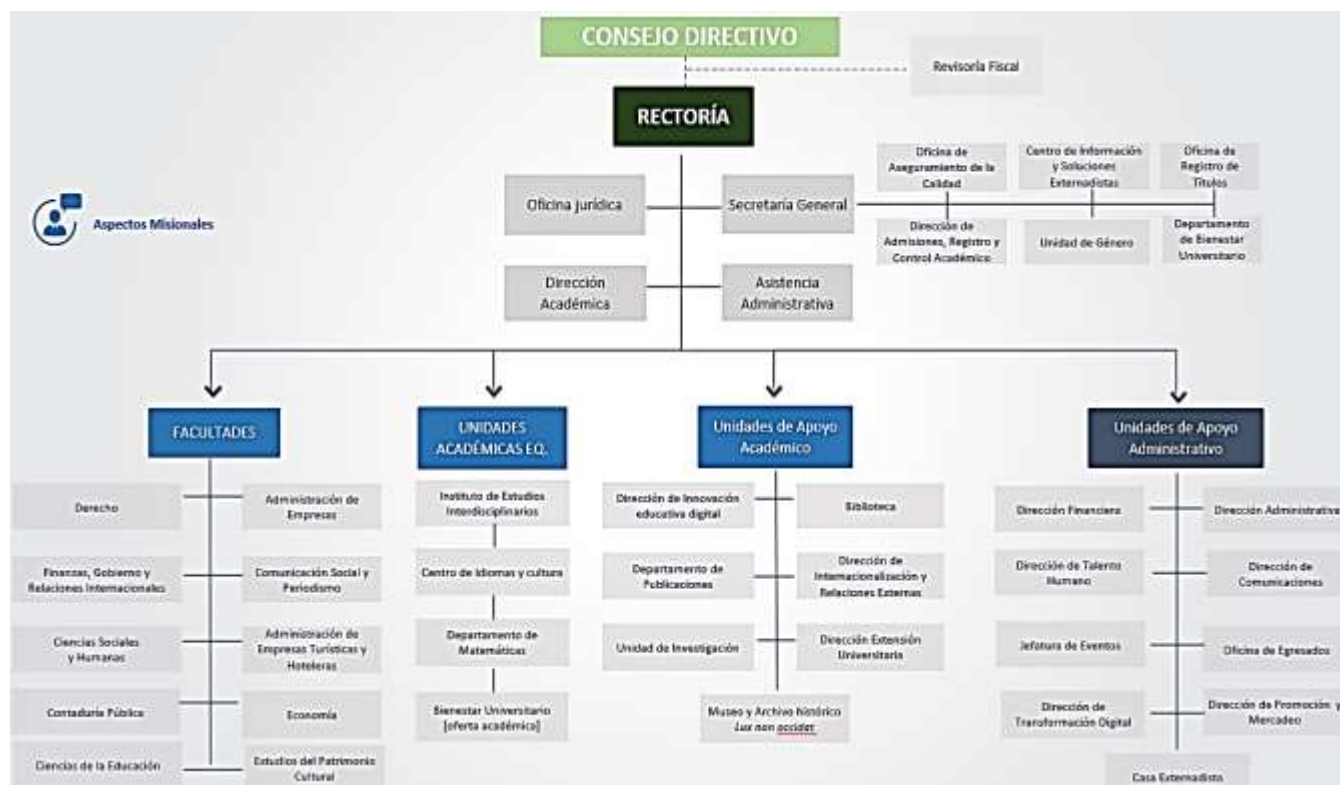 CONSEJO DIRECTIVO
Revisoría Fiscal
RECTORÍA
Oficina de
Aseguramiento de la
Calidad
Centro de Información
y Soluciones
Externadistas
Oficina de
Registro de
Títulos
Oficina Jurídica
Secretaría General
Aspectos Misionales
Dirección de
Admisiones, Registro y
Control Académico
Unidad de Género
Departamento
de Bienestar
Universitario
Dirección
Académica
Asistencia
Administrativa
FACULTADES
UNIDADES
ACADÉMICAS EQ.
Unidades de Apoyo
Académico
Unidades de Apoyo
Administrativo
Derecho
Administración de
Empresas
Finanzas, Gobierno y
Relaciones Internacionales
Comunicación Social y
Periodismo
Ciencias Sociales
y Humanas
Administración de
Empresas Turísticas y
Hoteleras
Contaduría Pública
Economía
Ciencias de la Educación
Estudios del Patrimonio
Cultural
Instituto de Estudios
Interdisciplinarios
Centro de Idiomas y cultura
Departamento de
Matemáticas
Bienestar Universitario
[oferta académica]
Dirección de Innovación
educativa digital
Biblioteca
Departamento de
Publicaciones
Dirección de
Internacionalización y
Relaciones Externas
Unidad de Investigación
Dirección Extensión
Universitaria
Museo y Archivo histórico
Lux non occidet
Dirección Financiera
Dirección Administrativa
Dirección de Talento
Humano
Dirección de
Comunicaciones
Jefatura de Eventos
Oficina de Egresados
Dirección de
Transformación Digital
Dirección de Promoción y
Mercadeo
Casa Externadista